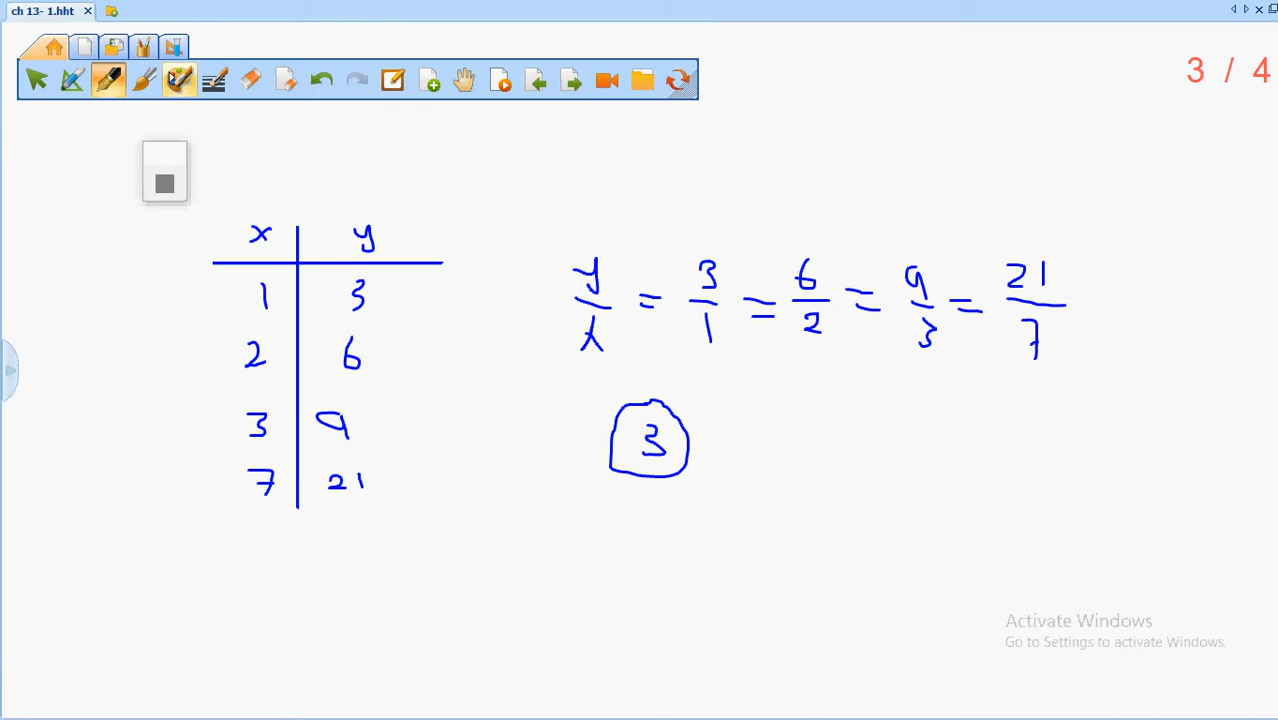 ch 13- 1.hht
3 / 4
x y
1 3
2 6
3 9
7 21
y/x = 3/1 = 6/2 = 9/3 = 21/7
3
Activate Windows
Go to Settings to activate Windows.